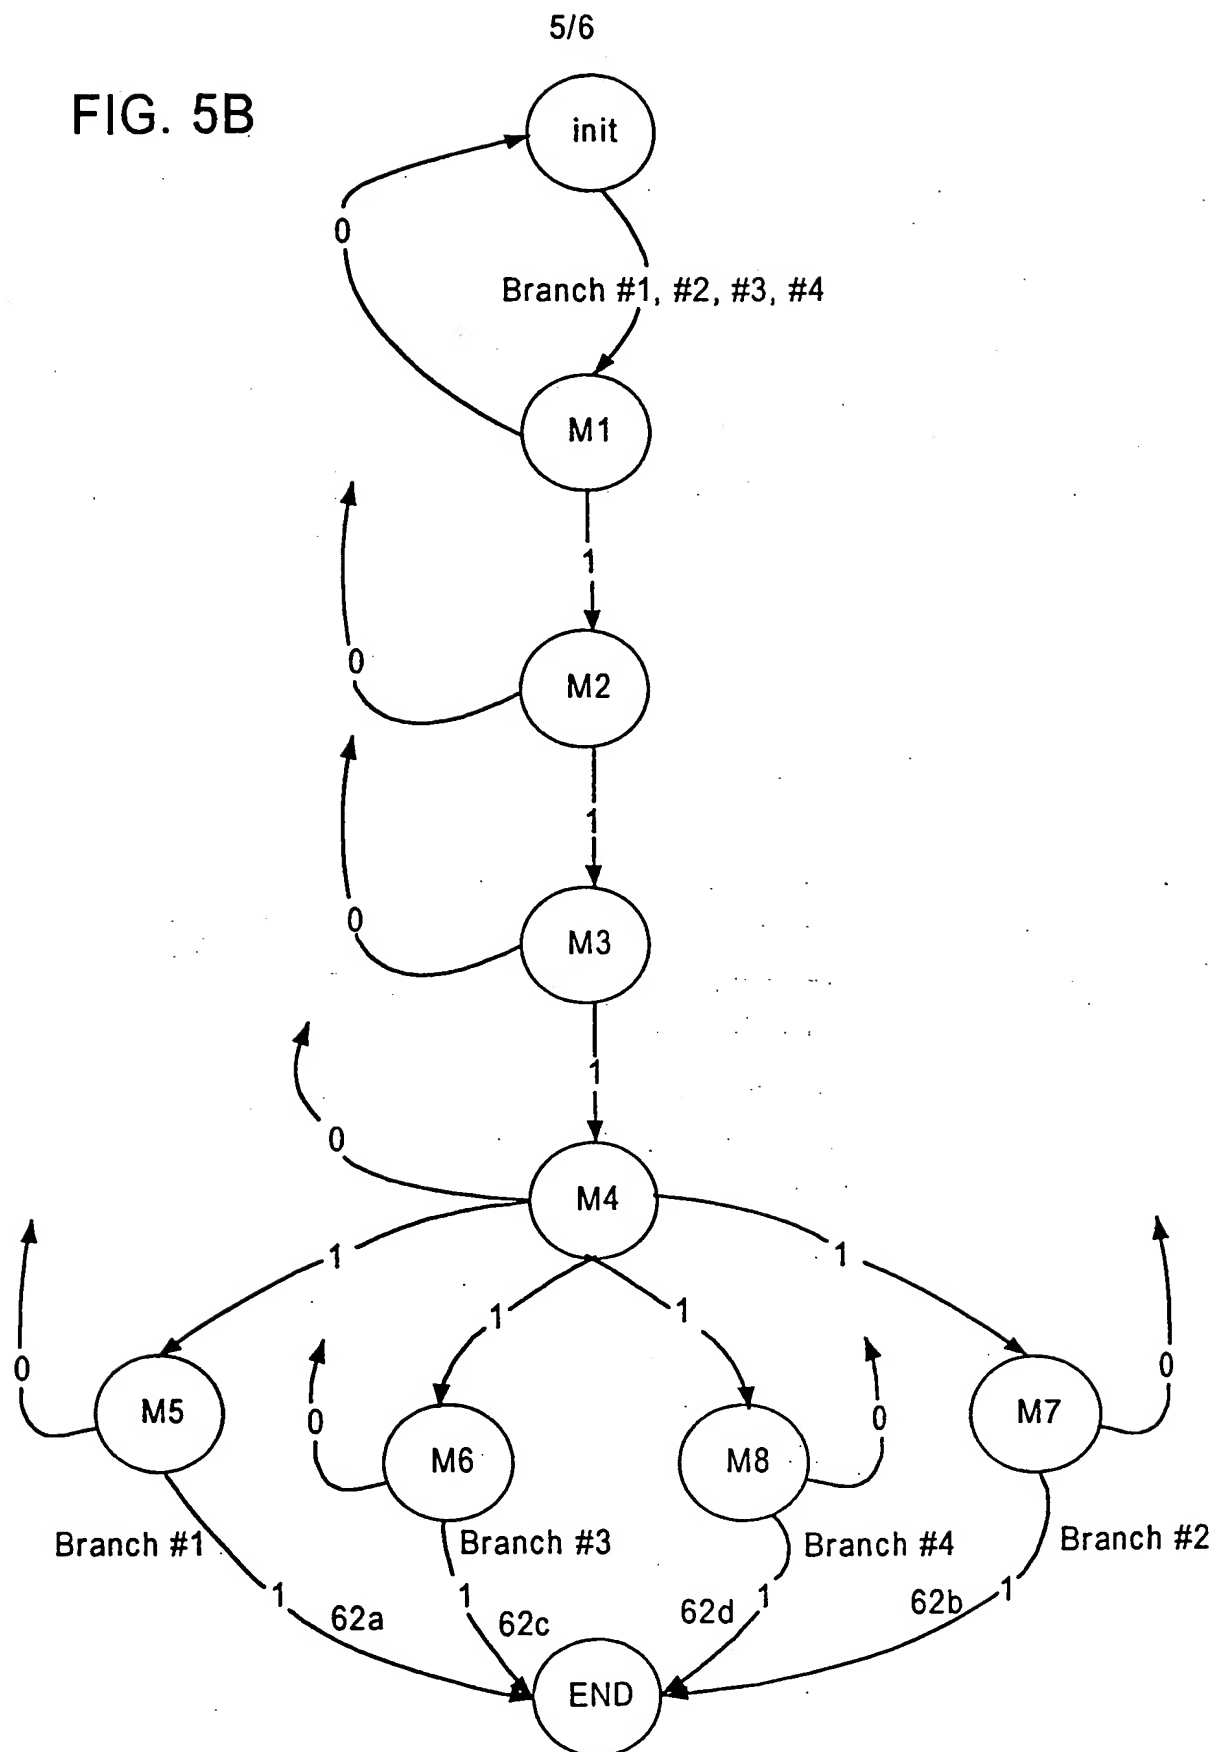 5/6
FIG. 5B
init
0
Branch #1, #2, #3, #4
M1
1
0
M2
1
0
M3
1
0
M4
1
1
1
1
0
M5
0
M6
M8
0
M7
0
Branch #1
Branch #3
Branch #4
Branch #2
1
62a
1
62c
62d
1
62b
1
END